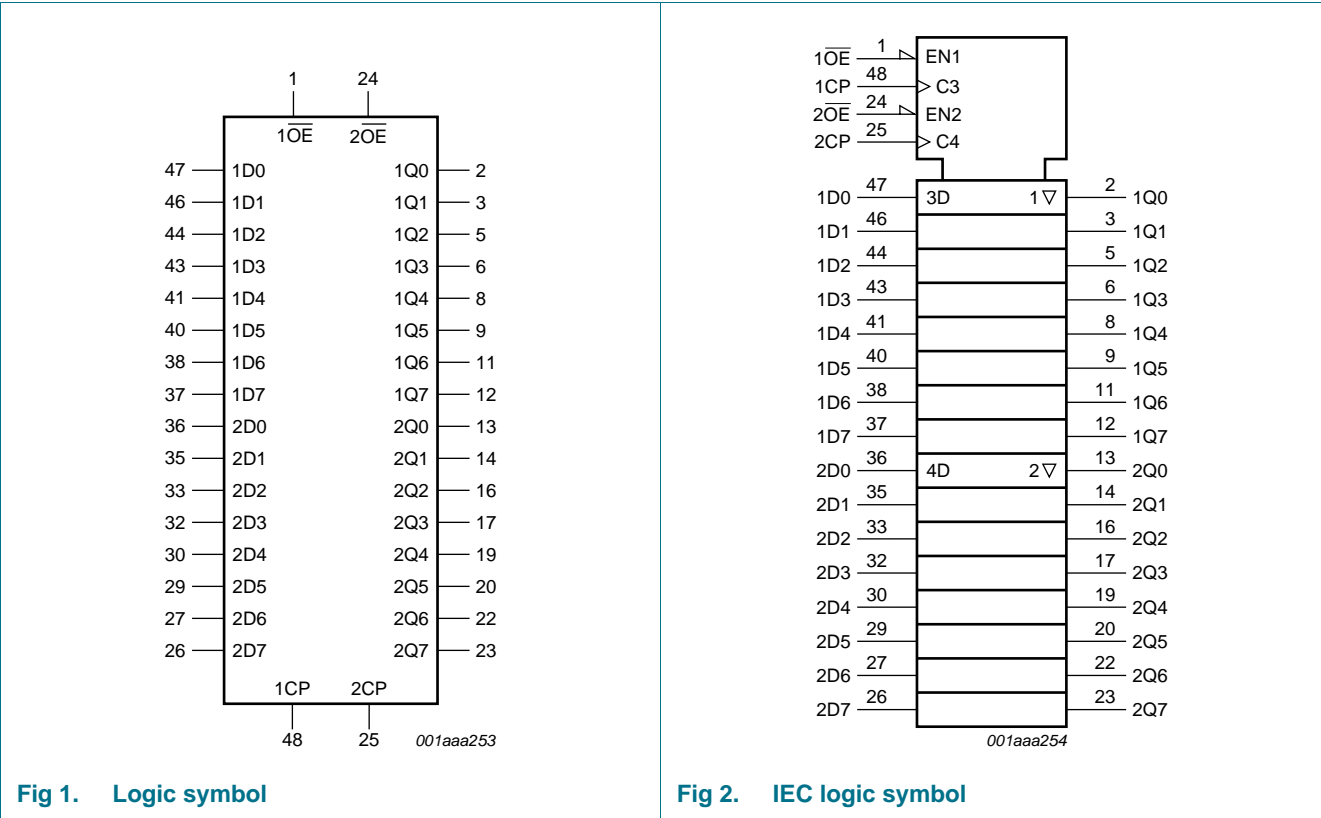 1 24
1OE 2OE
47 1D0 1Q0 2
46 1D1 1Q1 3
44 1D2 1Q2 5
43 1D3 1Q3 6
41 1D4 1Q4 8
40 1D5 1Q5 9
38 1D6 1Q6 11
37 1D7 1Q7 12
36 2D0 2Q0 13
35 2D1 2Q1 14
33 2D2 2Q2 16
32 2D3 2Q3 17
30 2D4 2Q4 19
29 2D5 2Q5 20
27 2D6 2Q6 22
26 2D7 2Q7 23
1CP 2CP
48 25 001aaa253
Fig 1. Logic symbol
1OE 1 EN1
1CP 48 C3
2OE 24 EN2
2CP 25 C4
1D0 47 3D 1 ▽ 2 1Q0
1D1 46 3 1Q1
1D2 44 5 1Q2
1D3 43 6 1Q3
1D4 41 8 1Q4
1D5 40 9 1Q5
1D6 38 11 1Q6
1D7 37 12 1Q7
2D0 36 4D 2 ▽ 13 2Q0
2D1 35 14 2Q1
2D2 33 16 2Q2
2D3 32 17 2Q3
2D4 30 19 2Q4
2D5 29 20 2Q5
2D6 27 22 2Q6
2D7 26 23 2Q7
001aaa254
Fig 2. IEC logic symbol